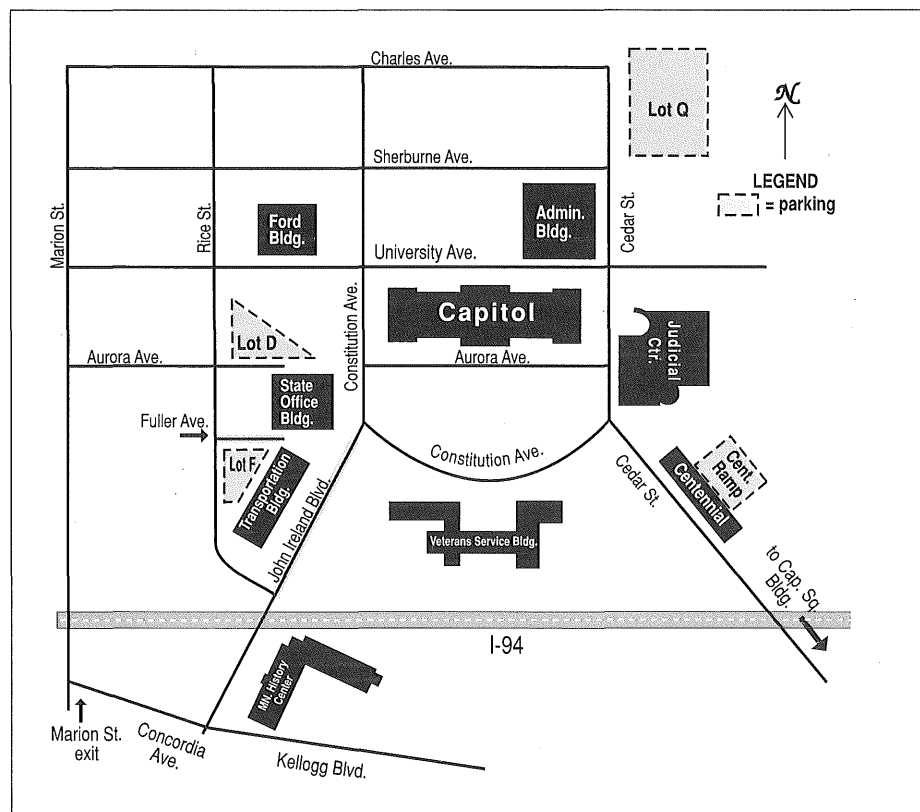 Charles Ave.
Lot Q
N
Sherburne Ave.
LEGEND
= parking
Marion St.
Rice St.
Ford
Bldg.
Admin.
Bldg.
Cedar St.
University Ave.
Lot D
Constitution Ave.
Capitol
Judicial
Ctr.
Aurora Ave.
Aurora Ave.
State
Office
Bldg.
Fuller Ave.
Lot F
Transportation
Bldg.
John Ireland Blvd.
Constitution Ave.
Cedar St.
Cent.
Ramp
Centennial
Veterans Service Bldg.
to Cap. Sq.
Bldg.
I-94
MN. History
Center
Marion St.
exit
Concordia
Ave.
Kellogg Blvd.